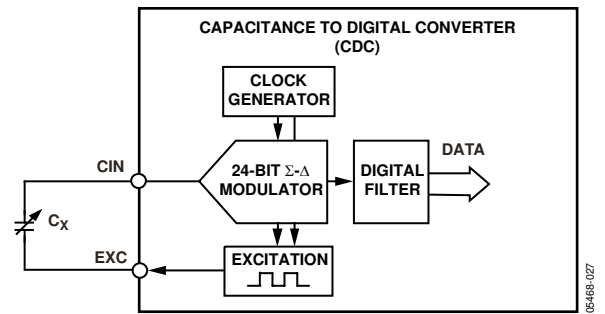 CAPACITANCE TO DIGITAL CONVERTER
(CDC)
CLOCK
GENERATOR
CIN
24-BIT Σ-Δ
MODULATOR
DIGITAL
FILTER
DATA
CX
EXC
EXCITATION
05468-027